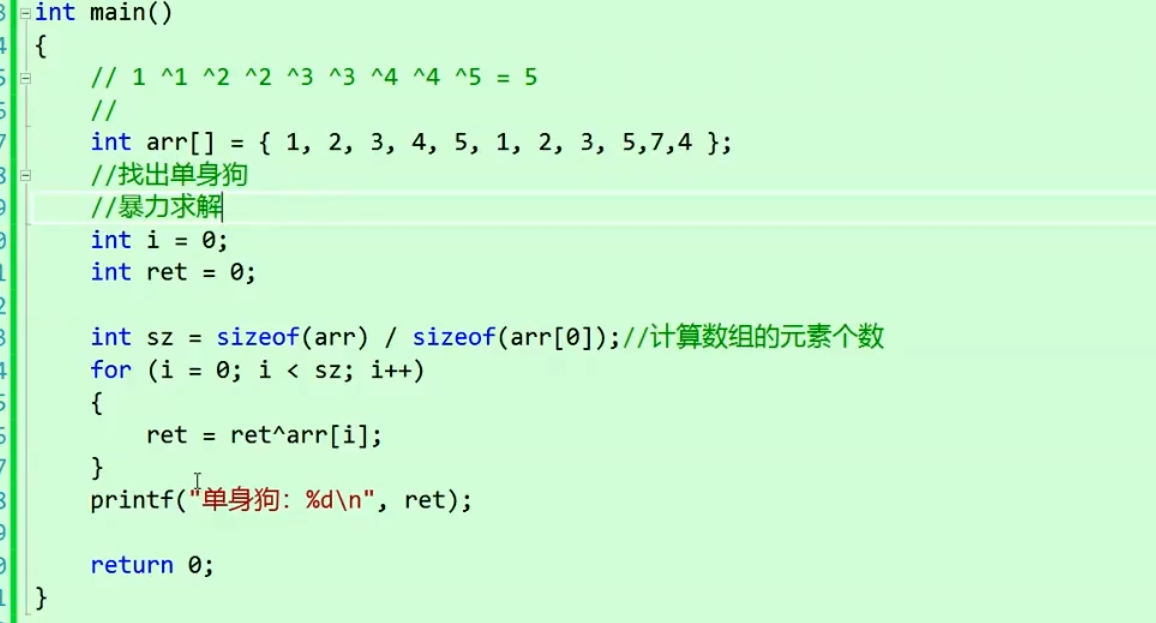 int main()
{
// 1 ^1 ^2 ^2 ^3 ^3 ^4 ^4 ^5 = 5
//
int arr[] = { 1, 2, 3, 4, 5, 1, 2, 3, 5,7,4 };
//找出单身狗
//暴力求解
int i = 0;
int ret = 0;
int sz = sizeof(arr) / sizeof(arr[0]);//计算数组的元素个数
for (i = 0; i < sz; i++)
{
ret = ret^arr[i];
}
printf("单身狗：%d\n", ret);
return 0;
}